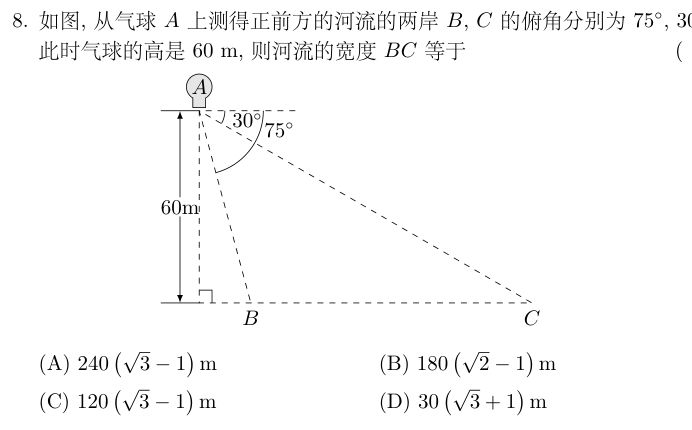 8. 如图, 从气球 A 上测得正前方的河流的两岸 B, C 的俯角分别为 75°, 30
此时气球的高是 60 m, 则河流的宽度 BC 等于 (
A
30°
75°
60m
B
C
(A) 240 (√3 − 1) m (B) 180 (√2 − 1) m
(C) 120 (√3 − 1) m (D) 30 (√3 + 1) m